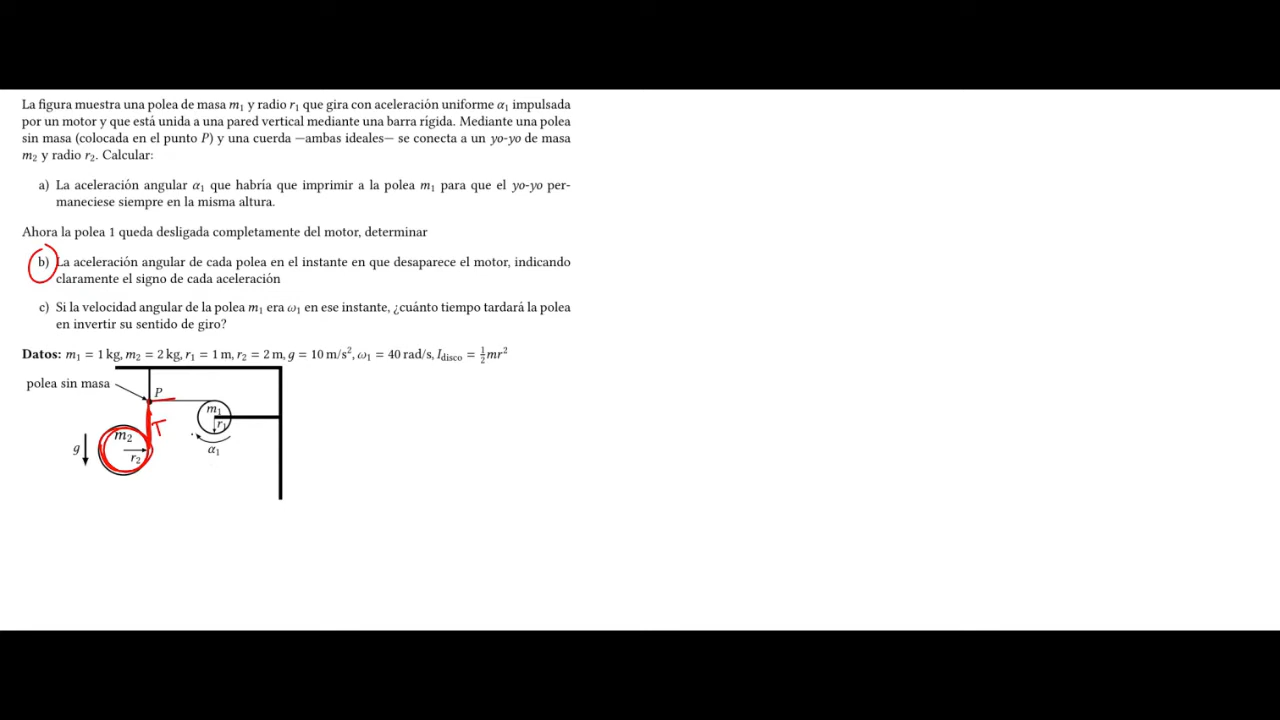 La figura muestra una polea de masa m₁ y radio r₁ que gira con aceleración uniforme α₁ impulsada
por un motor y que está unida a una pared vertical mediante una barra rígida. Mediante una polea
sin masa (colocada en el punto P) y una cuerda —ambas ideales— se conecta a un yo-yo de masa
m₂ y radio r₂. Calcular:
a) La aceleración angular α₁ que habría que imprimir a la polea m₁ para que el yo-yo per-
maneciese siempre en la misma altura.
Ahora la polea 1 queda desligada completamente del motor, determinar
b) La aceleración angular de cada polea en el instante en que desaparece el motor, indicando
claramente el signo de cada aceleración
c) Si la velocidad angular de la polea m₁ era ω₁ en ese instante, ¿cuánto tiempo tardará la polea
en invertir su sentido de giro?
Datos: m₁ = 1 kg, m₂ = 2 kg, r₁ = 1 m, r₂ = 2 m, g = 10 m/s², ω₁ = 40 rad/s, I_disco = ½mr²
polea sin masa
P
m₁
r₁
T
m₂
g
r₂
α₁